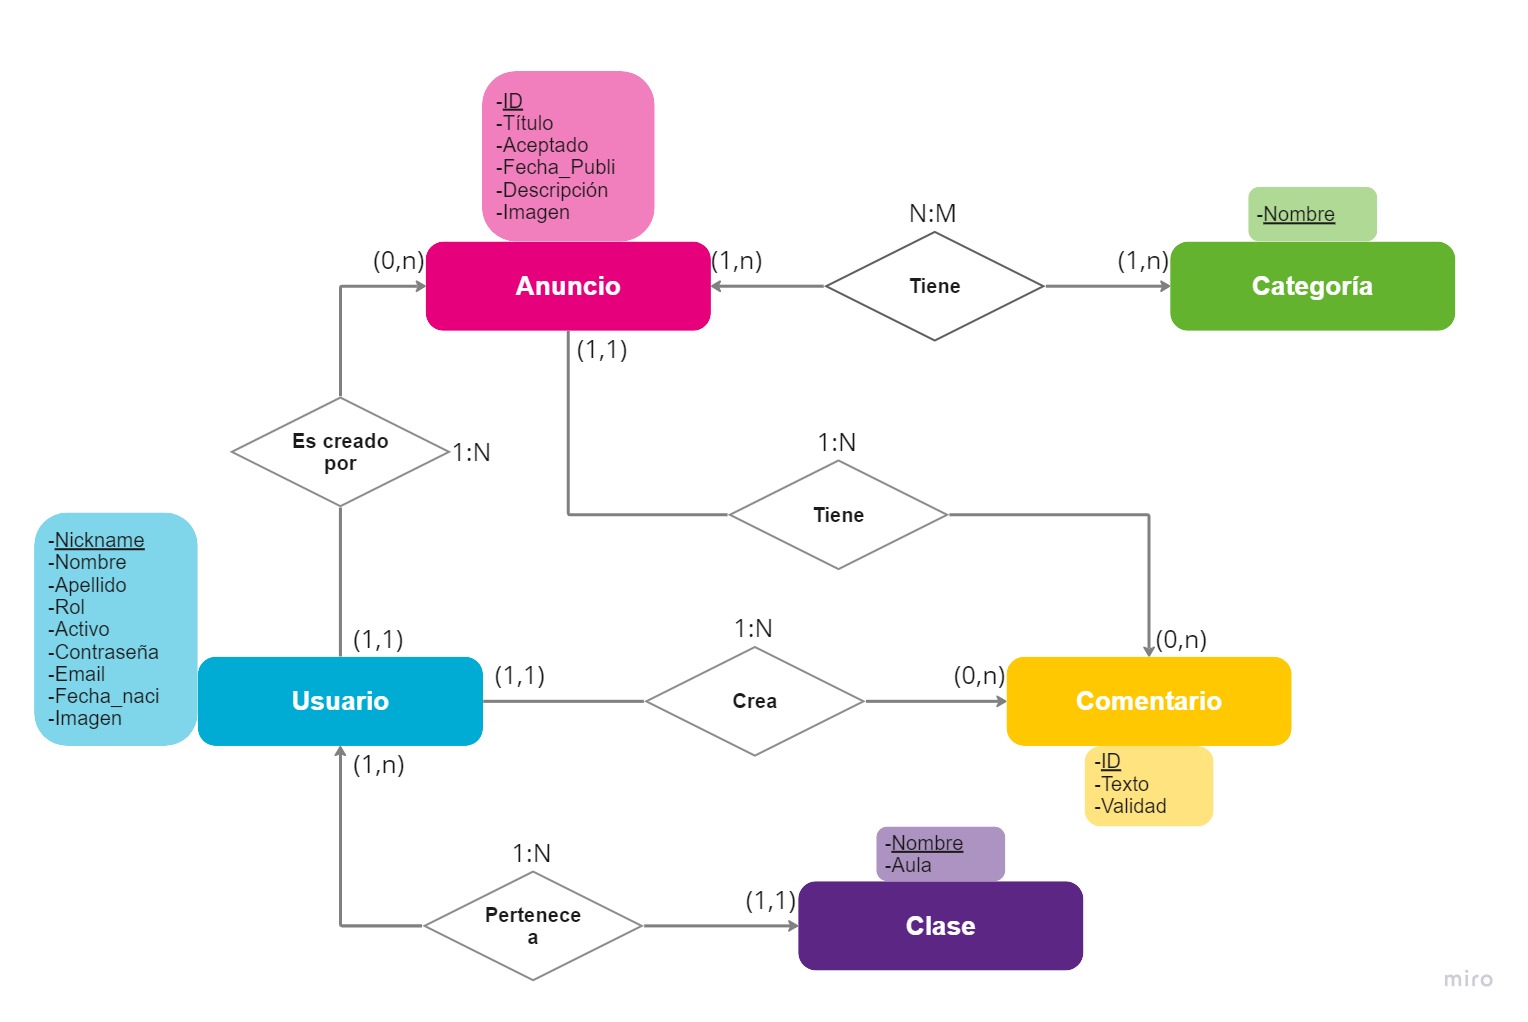 -ID
-Título
-Aceptado
-Fecha_Publi
-Descripción
-Imagen
N:M
-Nombre
(0,n)
Anuncio
(1,n)
Tiene
(1,n)
Categoría
(1,1)
Es creado
por
1:N
1:N
Tiene
-Nickname
-Nombre
-Apellido
-Rol
-Activo
-Contraseña
-Email
-Fecha_naci
-Imagen
(1,1)
Usuario
(1,1)
1:N
Crea
(0,n)
(0,n)
Comentario
-ID
-Texto
-Validad
(1,n)
1:N
Pertenece
a
(1,1)
-Nombre
-Aula
Clase
miro